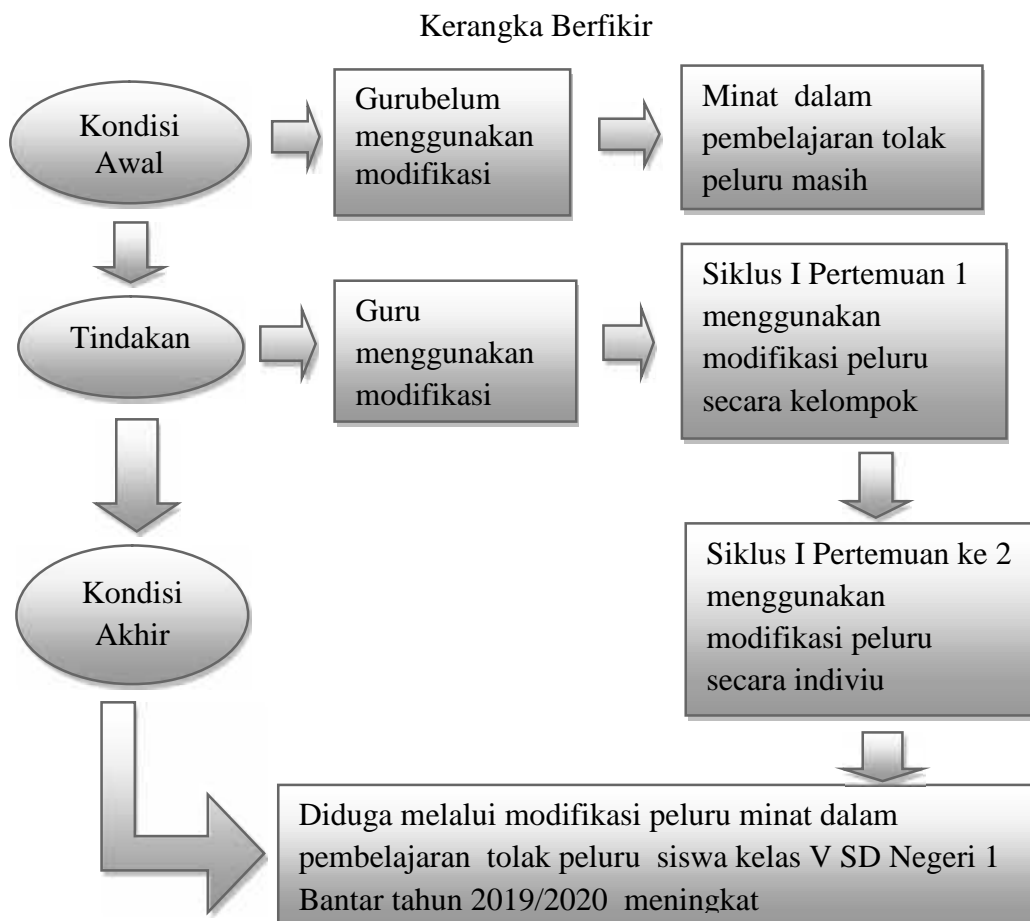 Kerangka Berfikir
Kondisi
Awal
Gurubelum
menggunakan
modifikasi
Minat dalam
pembelajaran tolak
peluru masih
Tindakan
Guru
menggunakan
modifikasi
Siklus I Pertemuan 1
menggunakan
modifikasi peluru
secara kelompok
Siklus I Pertemuan ke 2
menggunakan
modifikasi peluru
secara indiviu
Kondisi
Akhir
Diduga melalui modifikasi peluru minat dalam
pembelajaran tolak peluru siswa kelas V SD Negeri 1
Bantar tahun 2019/2020 meningkat